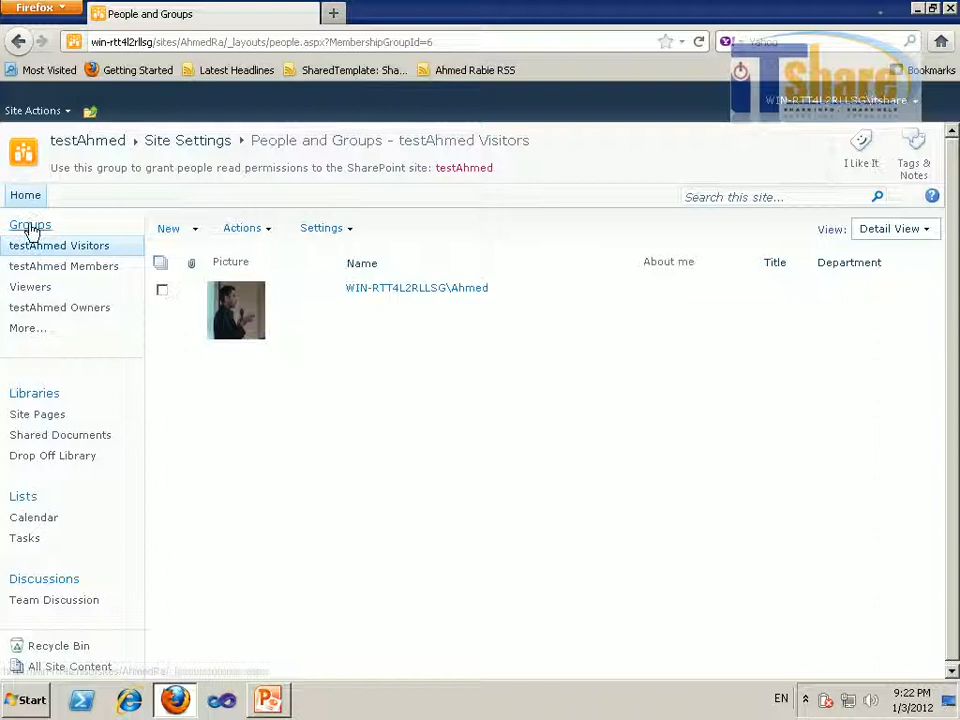 Firefox
People and Groups
win-rtt4l2rllsg/sites/AhmedRa/_layouts/people.aspx?MembershipGroupId=6
Yahoo
Most Visited
Getting Started
Latest Headlines
SharedTemplate: Sha...
Ahmed Rabie RSS
Bookmarks
Share
Site Actions
WIN-RTT4L2RLLSG\itshare
testAhmed
Site Settings
People and Groups - testAhmed Visitors
Use this group to grant people read permissions to the SharePoint site: testAhmed
I Like It
Tags & Notes
Home
Search this site...
Groups
New
Actions
Settings
View:
Detail View
testAhmed Visitors
testAhmed Members
Viewers
testAhmed Owners
More...
Picture
Name
About me
Title
Department
WIN-RTT4L2RLLSG\Ahmed
Libraries
Site Pages
Shared Documents
Drop Off Library
Lists
Calendar
Tasks
Discussions
Team Discussion
Recycle Bin
All Site Content
Start
EN
9:22 PM
1/3/2012